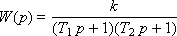 W(p) = k / ((T₁ p + 1)(T₂ p + 1))